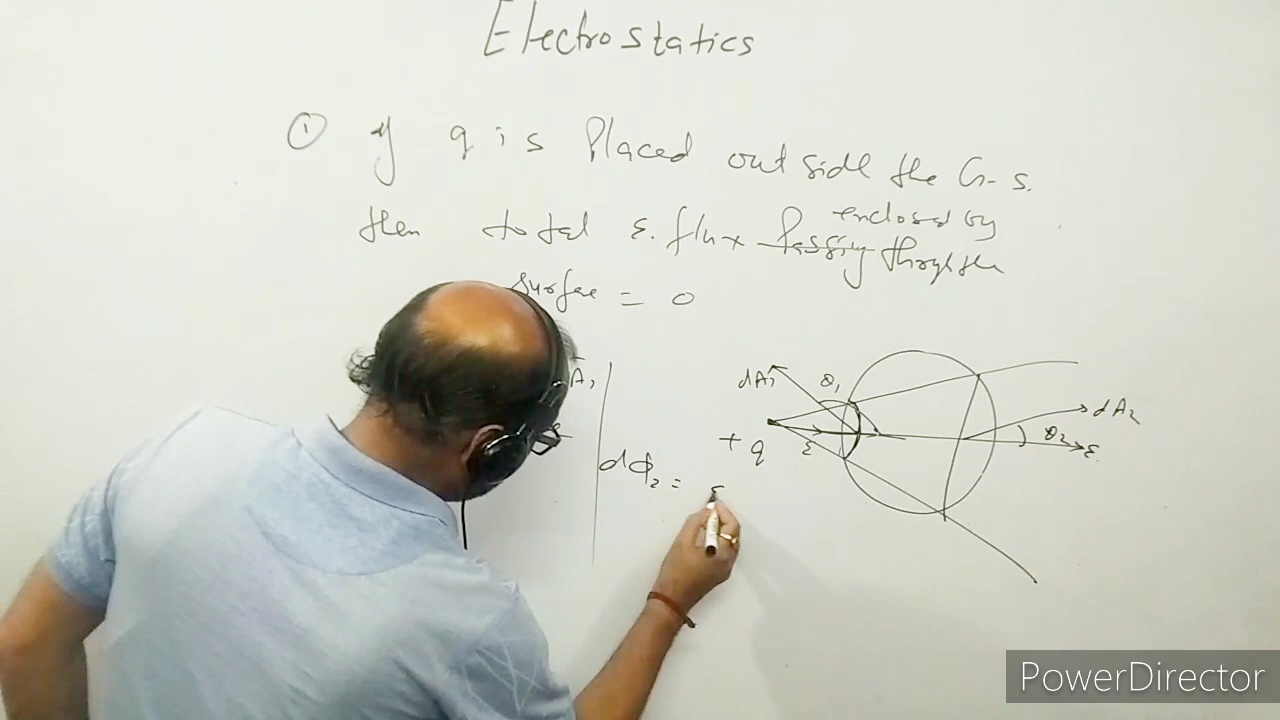 Electrostatics
① If q is Placed outside the G-s.
then total ε. flux passing enclosed by through the
surface = 0
A₁
dφ₂ =
+q
dA₁
θ₁
ε
dA₂
θ₂
ε
PowerDirector